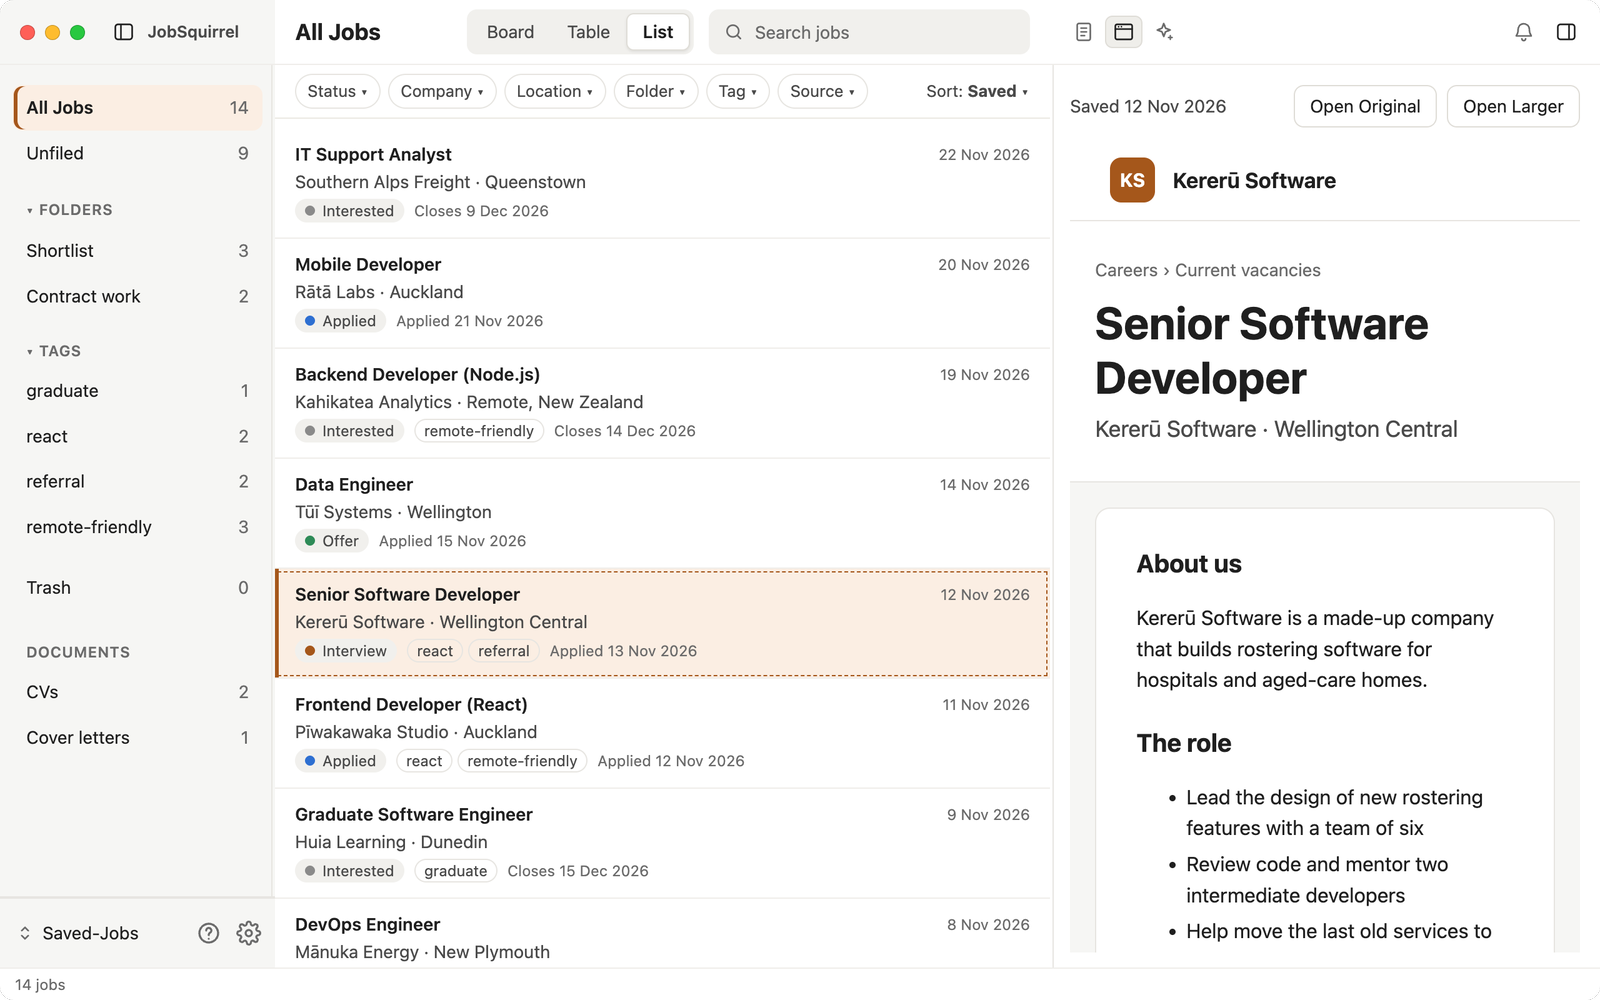 JobSquirrel
All Jobs 14
Unfiled 9
FOLDERS
Shortlist 3
Contract work 2
TAGS
graduate 1
react 2
referral 2
remote-friendly 3
Trash 0
DOCUMENTS
CVs 2
Cover letters 1
Saved-Jobs
14 jobs
All Jobs
Board Table List
Search jobs
Status Company Location Folder Tag Source Sort: Saved
IT Support Analyst 22 Nov 2026
Southern Alps Freight · Queenstown
Interested Closes 9 Dec 2026
Mobile Developer 20 Nov 2026
Rātā Labs · Auckland
Applied Applied 21 Nov 2026
Backend Developer (Node.js) 19 Nov 2026
Kahikatea Analytics · Remote, New Zealand
Interested remote-friendly Closes 14 Dec 2026
Data Engineer 14 Nov 2026
Tūī Systems · Wellington
Offer Applied 15 Nov 2026
Senior Software Developer 12 Nov 2026
Kererū Software · Wellington Central
Interview react referral Applied 13 Nov 2026
Frontend Developer (React) 11 Nov 2026
Pīwakawaka Studio · Auckland
Applied react remote-friendly Applied 12 Nov 2026
Graduate Software Engineer 9 Nov 2026
Huia Learning · Dunedin
Interested graduate Closes 15 Dec 2026
DevOps Engineer 8 Nov 2026
Mānuka Energy · New Plymouth
Saved 12 Nov 2026 Open Original Open Larger
KS Kererū Software
Careers › Current vacancies
Senior Software
Developer
Kererū Software · Wellington Central
About us
Kererū Software is a made-up company
that builds rostering software for
hospitals and aged-care homes.
The role
• Lead the design of new rostering
features with a team of six
• Review code and mentor two
intermediate developers
• Help move the last old services to